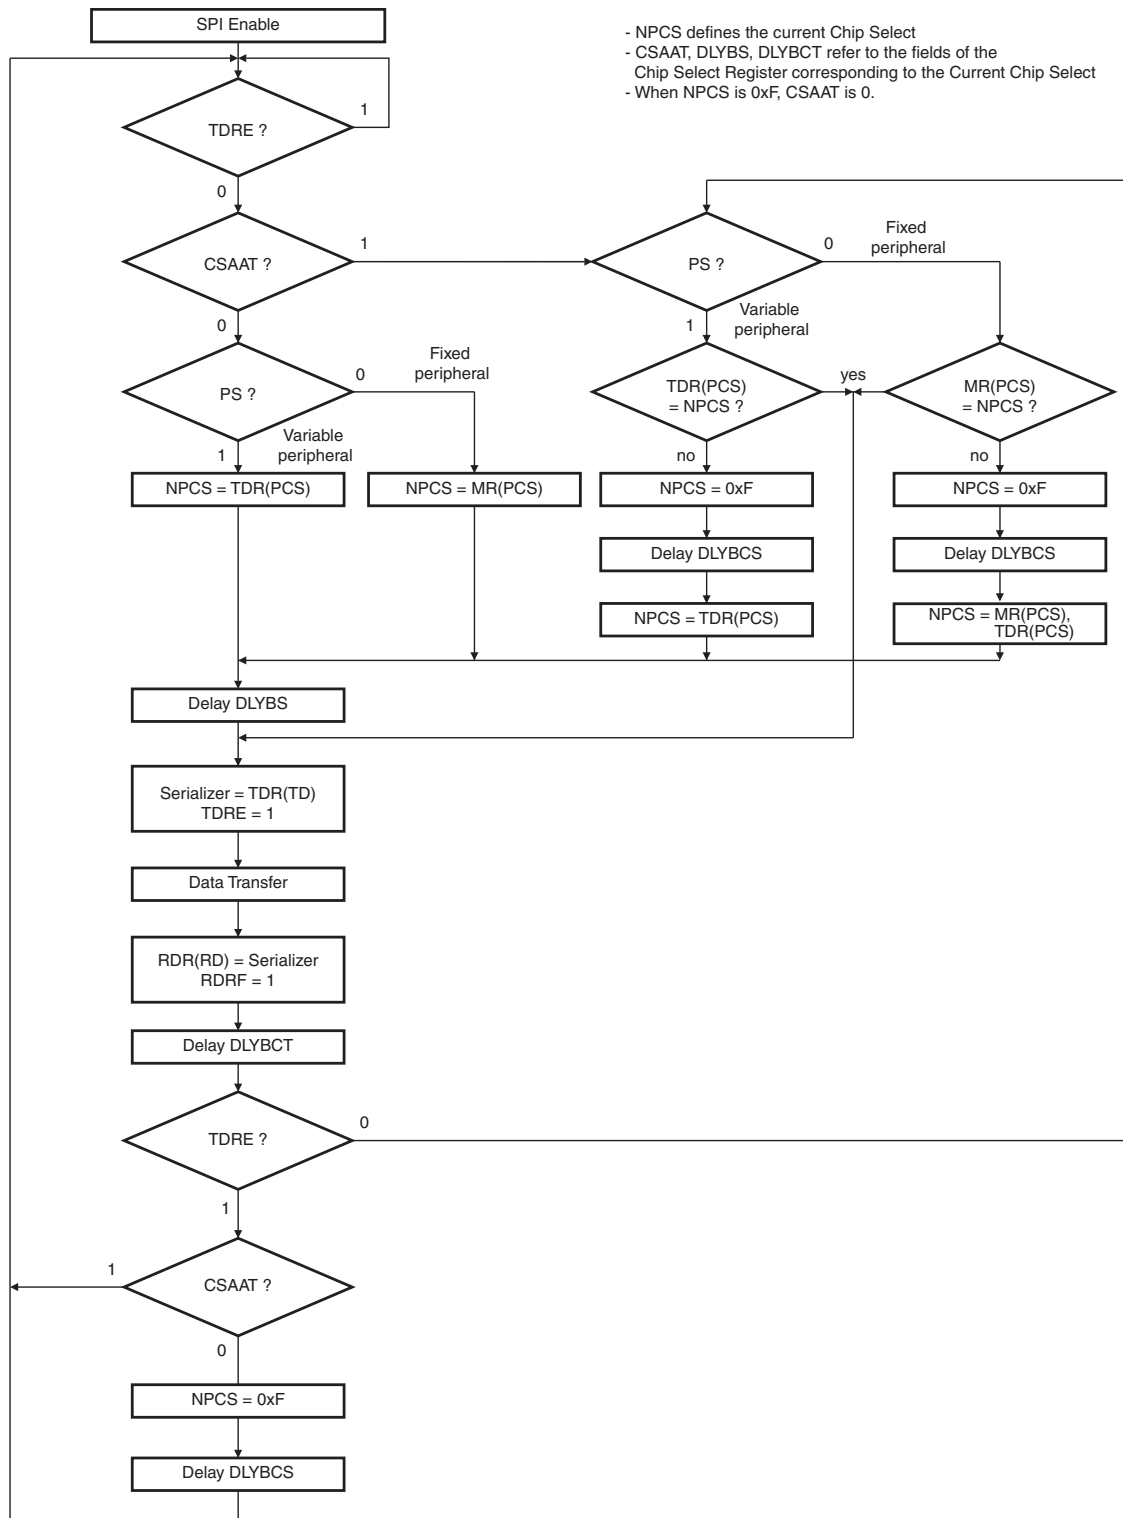 SPI Enable
- NPCS defines the current Chip Select
- CSAAT, DLYBS, DLYBCT refer to the fields of the
Chip Select Register corresponding to the Current Chip Select
- When NPCS is 0xF, CSAAT is 0.
1
TDRE ?
0
CSAAT ?
1
PS ?
0
Fixed
peripheral
0
1
Variable
peripheral
PS ?
0
Fixed
peripheral
TDR(PCS)
= NPCS ?
yes
MR(PCS)
= NPCS ?
1
Variable
peripheral
no
no
NPCS = TDR(PCS)
NPCS = MR(PCS)
NPCS = 0xF
NPCS = 0xF
Delay DLYBCS
Delay DLYBCS
NPCS = TDR(PCS)
NPCS = MR(PCS),
TDR(PCS)
Delay DLYBS
Serializer = TDR(TD)
TDRE = 1
Data Transfer
RDR(RD) = Serializer
RDRF = 1
Delay DLYBCT
TDRE ?
0
1
CSAAT ?
1
0
NPCS = 0xF
Delay DLYBCS